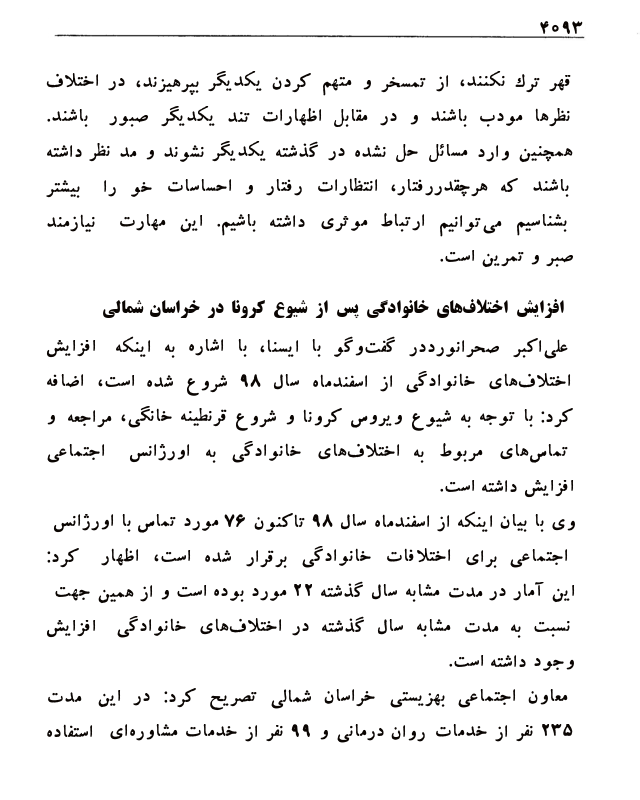 ۴۰۹۳
قهر ترك نکنند، از تمسخر و متهم کردن یکدیگر بپرهیزند، در اختلاف
نظرها مودب باشند و در مقابل اظهارات تند یکدیگر صبور باشند.
همچنین وارد مسائل حل نشده در گذشته یکدیگر نشوند و مد نظر داشته
باشند که هرچقدررفتار، انتظارات رفتار و احساسات خو را بیشتر
بشناسیم می‌توانیم ارتباط موثری داشته باشیم. این مهارت نیازمند
صبر و تمرین است.
افزایش اختلاف‌های خانوادگی پس از شیوع کرونا در خراسان شمالی
علی‌اکبر صحرانورددر گفت‌وگو با ایسنا، با اشاره به اینکه افزایش
اختلاف‌های خانوادگی از اسفندماه سال ۹۸ شروع شده است، اضافه
کرد: با توجه به شیوع ویروس کرونا و شروع قرنطینه خانگی، مراجعه و
تماس‌های مربوط به اختلاف‌های خانوادگی به اورژانس اجتماعی
افزایش داشته است.
وی با بیان اینکه از اسفندماه سال ۹۸ تاکنون ۷۶ مورد تماس با اورژانس
اجتماعی برای اختلافات خانوادگی برقرار شده است، اظهار کرد:
این آمار در مدت مشابه سال گذشته ۲۲ مورد بوده است و از همین جهت
نسبت به مدت مشابه سال گذشته در اختلاف‌های خانوادگی افزایش
وجود داشته است.
معاون اجتماعی بهزیستی خراسان شمالی تصریح کرد: در این مدت
۲۳۵ نفر از خدمات روان درمانی و ۹۹ نفر از خدمات مشاوره‌ای استفاده